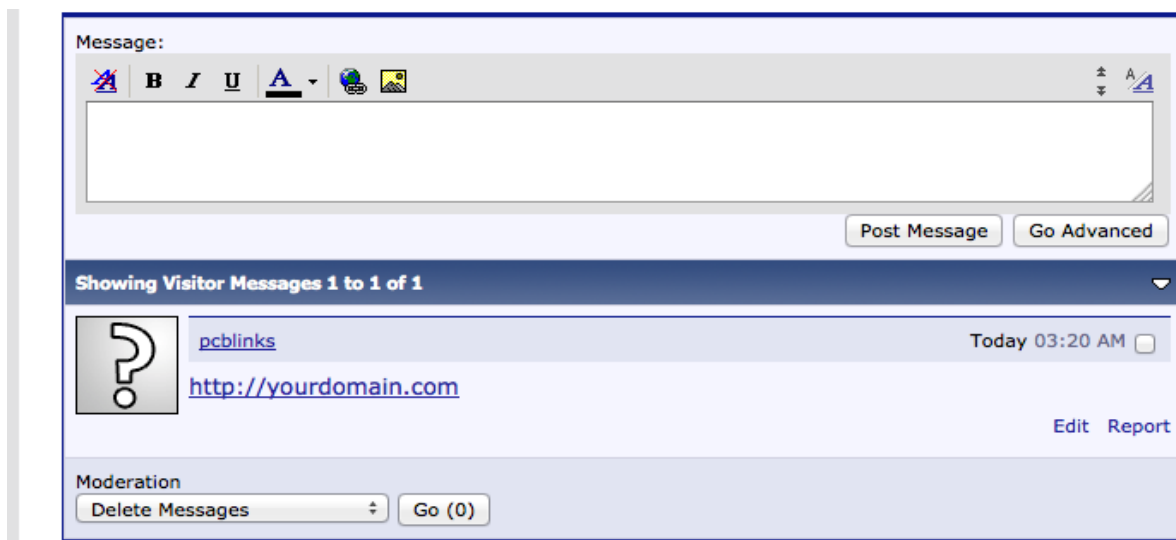 Message:
B I U A
A A
Post Message Go Advanced
Showing Visitor Messages 1 to 1 of 1
pcblinks Today 03:20 AM
http://yourdomain.com
Edit Report
Moderation
Delete Messages Go (0)